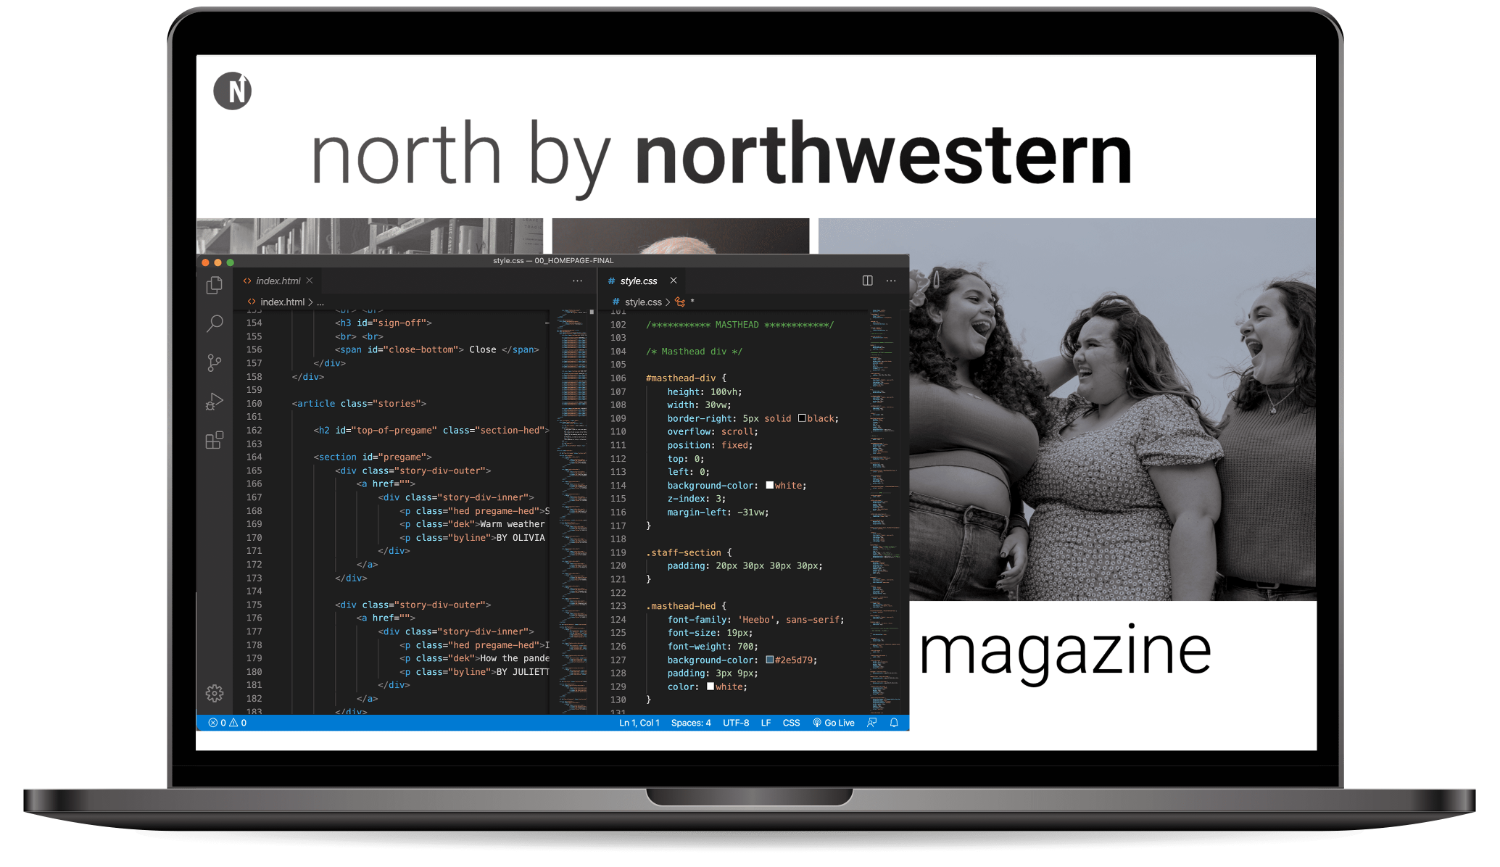 N
north by northwestern
style.css — 00_HOMEPAGE-FINAL
index.html
index.html > ...
154 <h3 id="sign-off">
155 <br> <br>
156 <span id="close-bottom"> Close </span>
157 </div>
158 </div>
159
160 <article class="stories">
161
162 <h2 id="top-of-pregame" class="section-hed">
163
164 <section id="pregame">
165 <div class="story-div-outer">
166 <a href="">
167 <div class="story-div-inner">
168 <p class="hed pregame-hed">S
169 <p class="dek">Warm weather
170 <p class="byline">BY OLIVIA
171 </div>
172 </a>
173 </div>
174
175 <div class="story-div-outer">
176 <a href="">
177 <div class="story-div-inner">
178 <p class="hed pregame-hed">I
179 <p class="dek">How the pande
180 <p class="byline">BY JULIETT
181 </div>
182 </a>
183 </div>
# style.css
# style.css > *
101
102 /*********** MASTHEAD ************/
103
104 /* Masthead div */
105
106 #masthead-div {
107 height: 100vh;
108 width: 30vw;
109 border-right: 5px solid black;
110 overflow: scroll;
111 position: fixed;
112 top: 0;
113 left: 0;
114 background-color: white;
115 z-index: 3;
116 margin-left: -31vw;
117 }
118
119 .staff-section {
120 padding: 20px 30px 30px 30px;
121 }
122
123 .masthead-hed {
124 font-family: 'Heebo', sans-serif;
125 font-size: 19px;
126 font-weight: 700;
127 background-color: #2e5d79;
128 padding: 3px 9px;
129 color: white;
130 }
131
0 0 Ln 1, Col 1 Spaces: 4 UTF-8 LF CSS Go Live
magazine